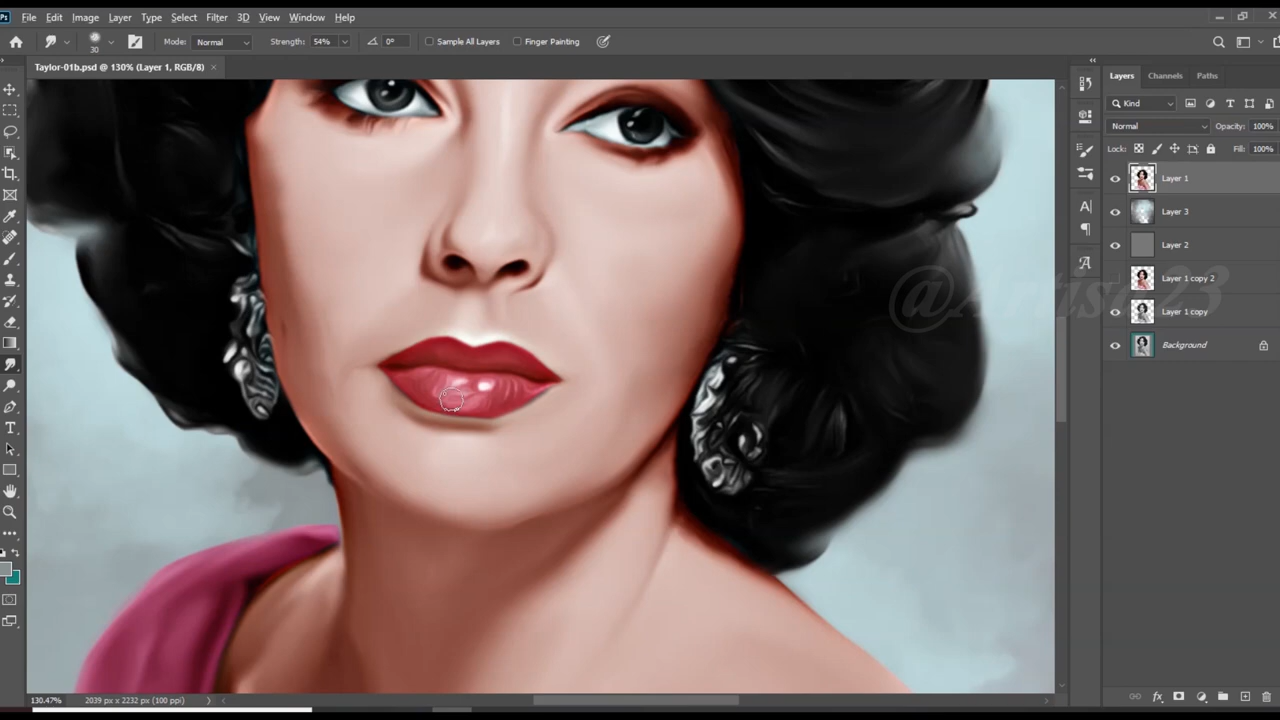 Ps File Edit Image Layer Type Select Filter 3D View Window Help
30 Mode: Normal Strength: 54% 0° Sample All Layers Finger Painting
Taylor-01b.psd @ 130% (Layer 1, RGB/8) ×
Layers Channels Paths
Kind
Normal Opacity: 100%
Lock: Fill: 100%
Layer 1
Layer 3
Layer 2
Layer 1 copy 2
@Artist23
Layer 1 copy
Background
130.47% 2039 px x 2232 px (100 ppi)